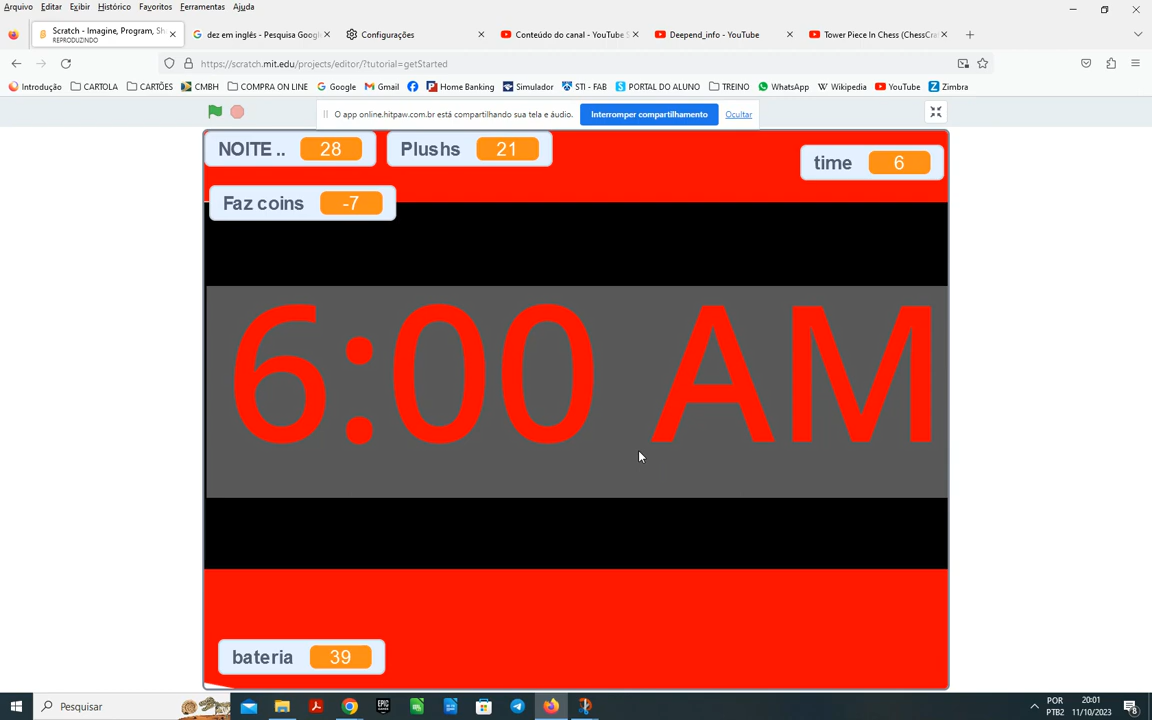 Arquivo Editar Exibir Histórico Favoritos Ferramentas Ajuda
Scratch - Imagine, Program, Sh
REPRODUZINDO
dez em inglês - Pesquisa Googl
Configurações
Conteúdo do canal - YouTube S
Deepend_info - YouTube
Tower Piece In Chess (ChessCra
https://scratch.mit.edu/projects/editor/?tutorial=getStarted
Introdução CARTOLA CARTÕES CMBH COMPRA ON LINE Google Gmail Home Banking Simulador STI - FAB PORTAL DO ALUNO TREINO WhatsApp Wikipedia YouTube Zimbra
O app online.hitpaw.com.br está compartilhando sua tela e áudio. Interromper compartilhamento Ocultar
NOITE .. 28 Plushs 21
time 6
Faz coins -7
6:00 AM
bateria 39
Pesquisar
EPIC GAMES
POR 20:01
PTB2 11/10/2023 8